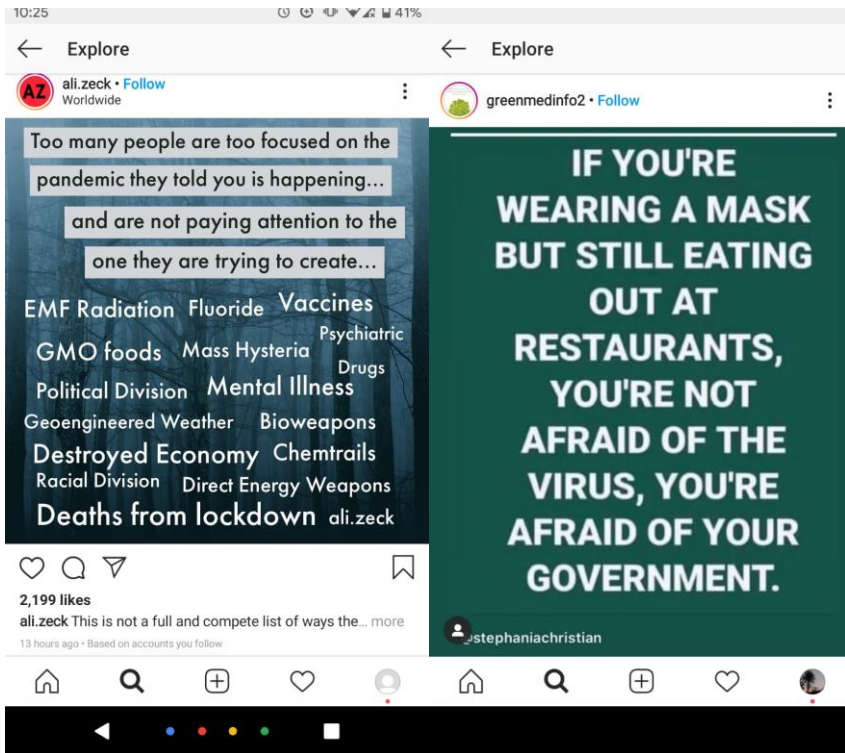 10:25
41%
Explore
ali.zeck • Follow
Worldwide
Too many people are too focused on the
pandemic they told you is happening...
and are not paying attention to the
one they are trying to create...
EMF Radiation Fluoride Vaccines
Psychiatric
GMO foods Mass Hysteria
Drugs
Political Division Mental Illness
Geoengineered Weather Bioweapons
Destroyed Economy Chemtrails
Racial Division Direct Energy Weapons
Deaths from lockdown ali.zeck
2,199 likes
ali.zeck This is not a full and compete list of ways the... more
13 hours ago • Based on accounts you follow
Explore
greenmedinfo2 • Follow
IF YOU'RE
WEARING A MASK
BUT STILL EATING
OUT AT
RESTAURANTS,
YOU'RE NOT
AFRAID OF THE
VIRUS, YOU'RE
AFRAID OF YOUR
GOVERNMENT.
@stephaniachristian